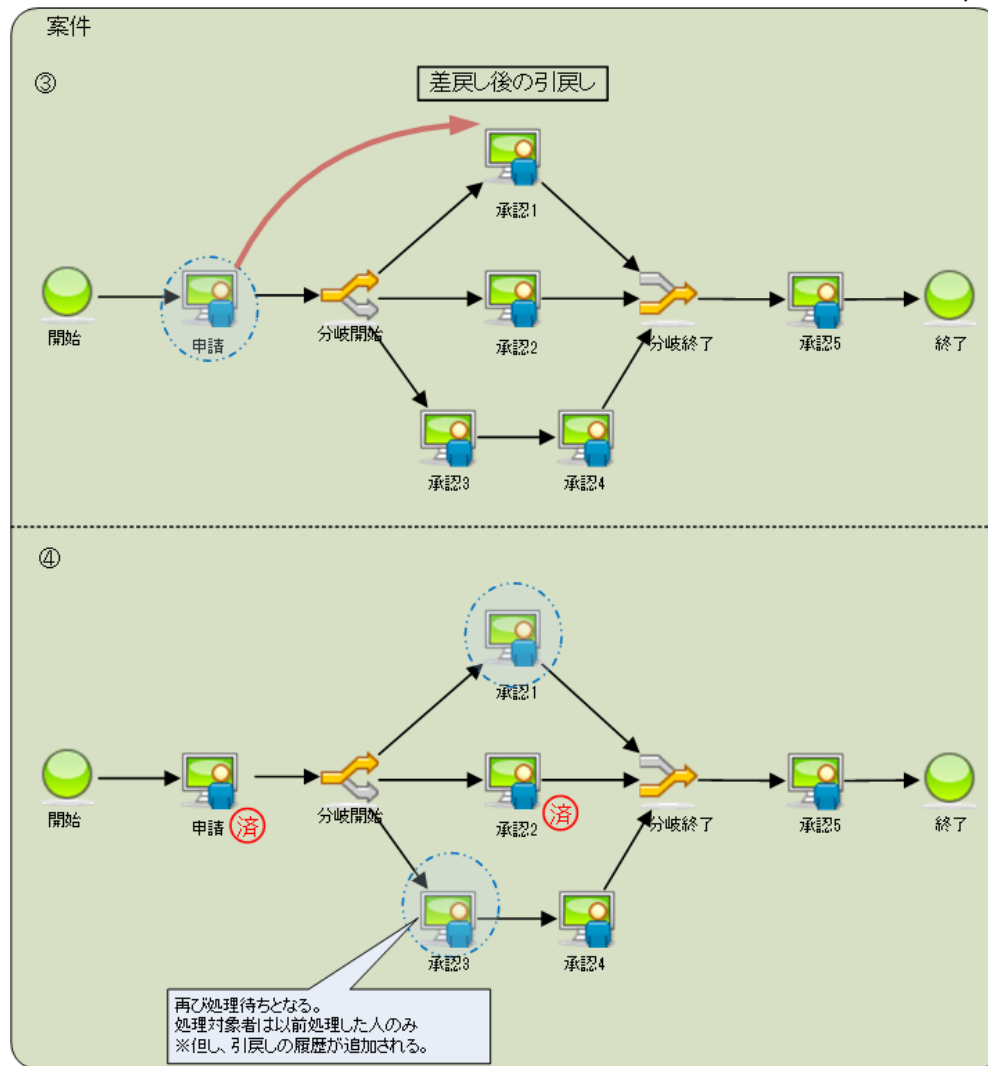 案件
③
差戻し後の引戻し
承認1
開始
申請
分岐開始
承認2
分岐終了
承認5
終了
承認3
承認4
④
承認1
開始
申請
済
分岐開始
承認2
済
分岐終了
承認5
終了
承認3
承認4
再び処理待ちとなる。
処理対象者は以前処理した人のみ
※但し、引戻しの履歴が追加される。